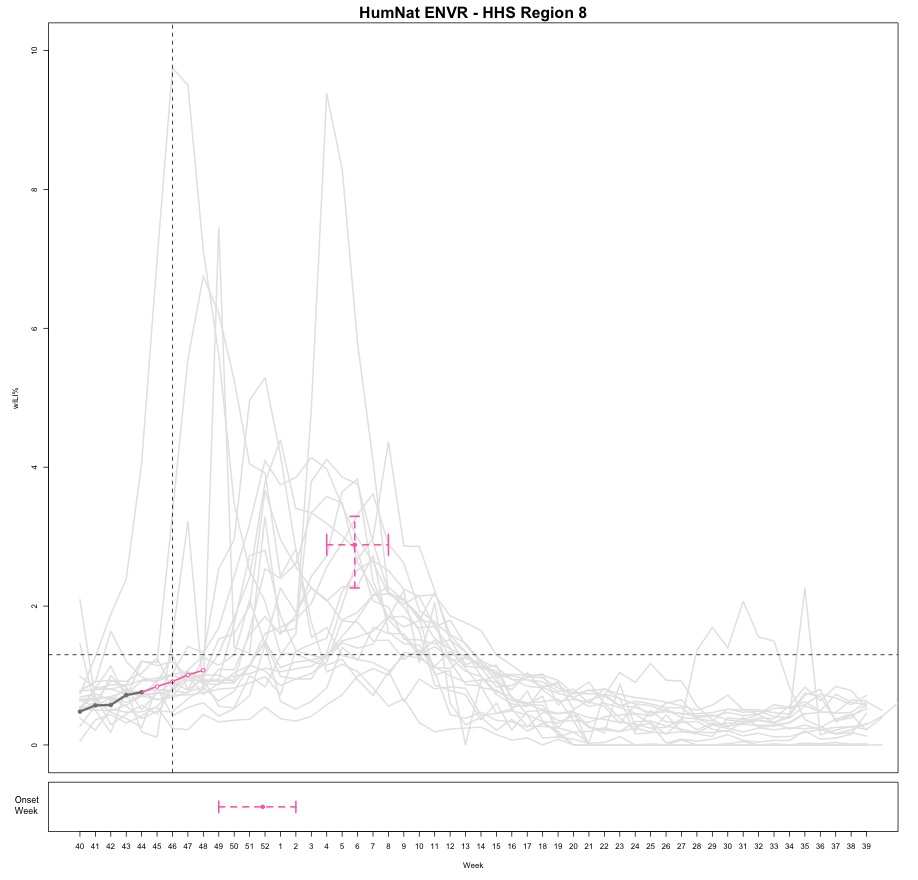 HumNat ENVR - HHS Region 8
10
8
6
4
2
0
wILI%
Onset
Week
40 41 42 43 44 45 46 47 48 49 50 51 52 1 2 3 4 5 6 7 8 9 10 11 12 13 14 15 16 17 18 19 20 21 22 23 24 25 26 27 28 29 30 31 32 33 34 35 36 37 38 39
Week